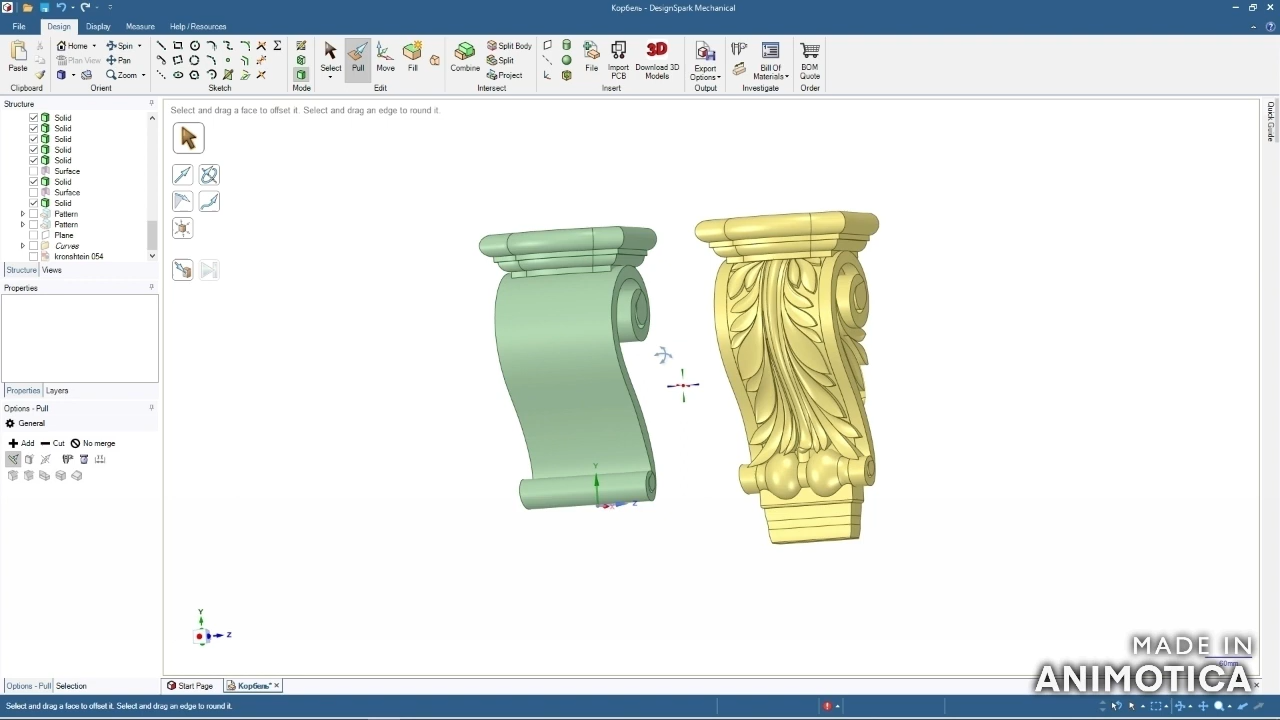 Корбель - DesignSpark Mechanical
File Design Display Measure Help / Resources
Home Spin
Plan View Pan
Zoom
Paste
Select Pull Move Fill
Combine
Split Body
Split
Project
File
Import PCB
Download 3D Models
Export Options
Bill Of Materials
BOM Quote
Clipboard Orient Sketch Mode Edit Intersect Insert Output Investigate Order
Structure
Select and drag a face to offset it. Select and drag an edge to round it.
Quick Guide
Solid
Solid
Solid
Solid
Solid
Surface
Solid
Surface
Solid
Pattern
Pattern
Plane
Curves
kronshtein 054
Structure Views
Properties
Properties Layers
Options - Pull
General
Add Cut No merge
Y
Z
Y
Z
60mm
MADE IN
ANIMOTICA
Options - Pull Selection
Start Page Корбель*
Select and drag a face to offset it. Select and drag an edge to round it.